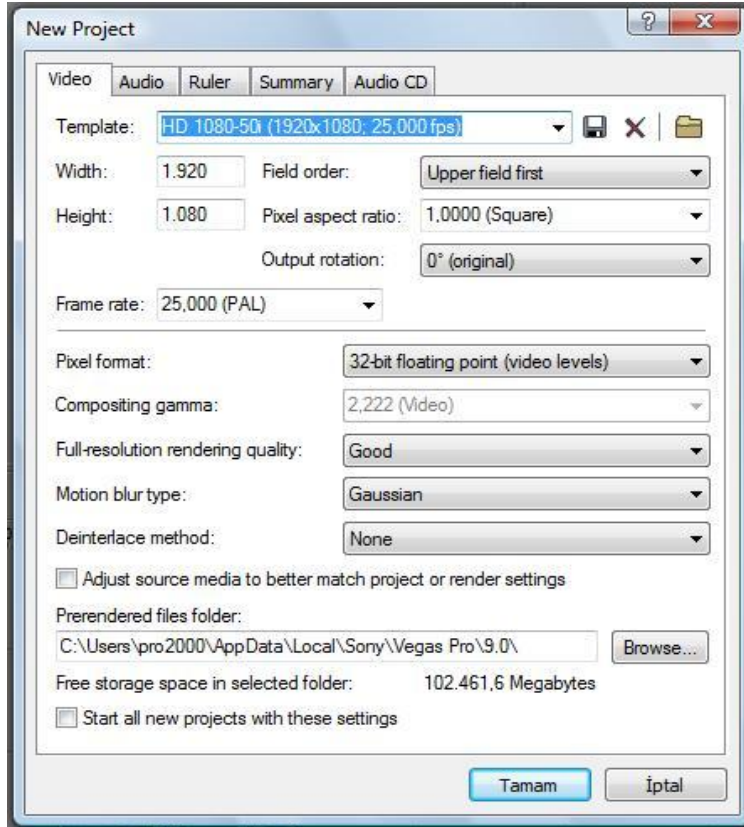 New Project
Video Audio Ruler Summary Audio CD
Template: HD 1080-50i (1920x1080; 25,000 fps)
Width: 1.920 Field order: Upper field first
Height: 1.080 Pixel aspect ratio: 1,0000 (Square)
Output rotation: 0° (original)
Frame rate: 25,000 (PAL)
Pixel format: 32-bit floating point (video levels)
Compositing gamma: 2,222 (Video)
Full-resolution rendering quality: Good
Motion blur type: Gaussian
Deinterlace method: None
Adjust source media to better match project or render settings
Prerendered files folder:
C:\Users\pro2000\AppData\Local\Sony\Vegas Pro\9.0\ Browse...
Free storage space in selected folder: 102.461,6 Megabytes
Start all new projects with these settings
Tamam İptal